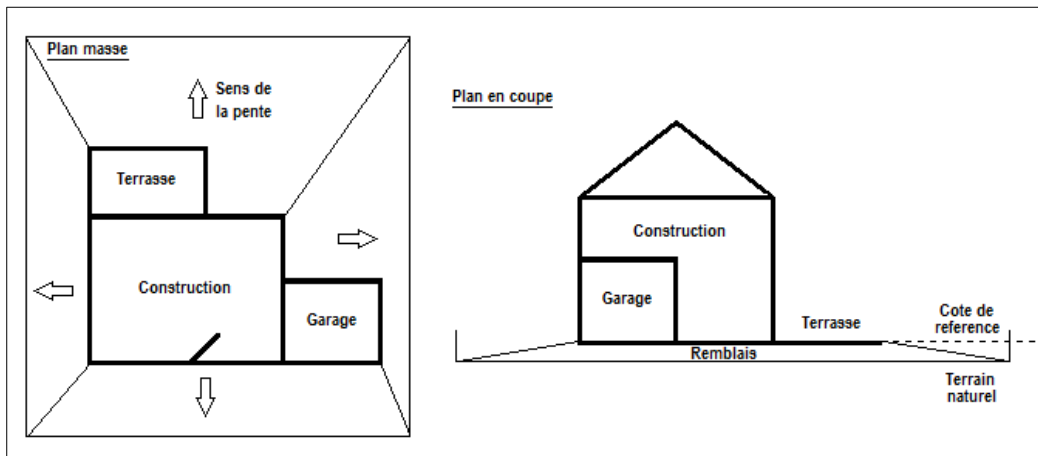 Plan masse
Sens de
la pente
Terrasse
Construction
Garage
Plan en coupe
Construction
Garage
Terrasse
Cote de
reference
Remblais
Terrain
naturel